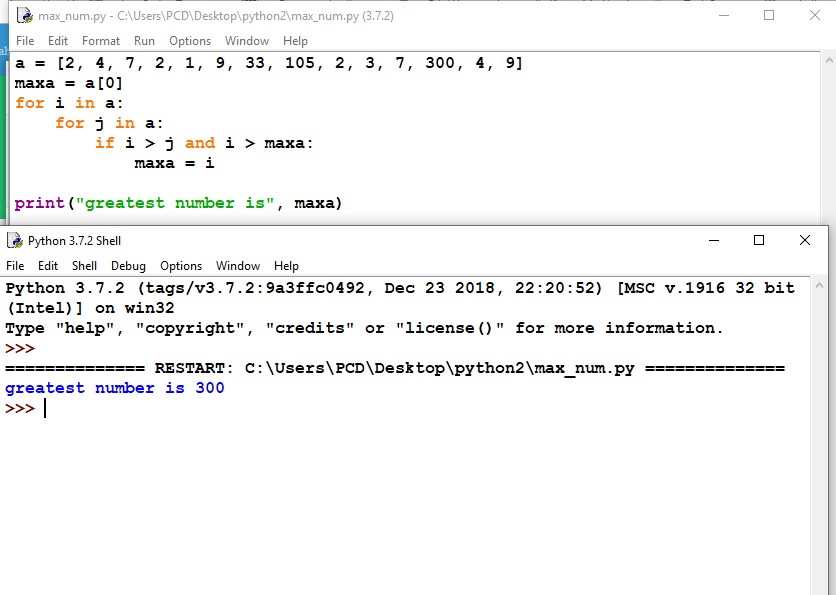 max_num.py - C:\Users\PCD\Desktop\python2\max_num.py (3.7.2)
File Edit Format Run Options Window Help
a = [2, 4, 7, 2, 1, 9, 33, 105, 2, 3, 7, 300, 4, 9]
maxa = a[0]
for i in a:
    for j in a:
        if i > j and i > maxa:
            maxa = i
print("greatest number is", maxa)
Python 3.7.2 Shell
File Edit Shell Debug Options Window Help
Python 3.7.2 (tags/v3.7.2:9a3ffc0492, Dec 23 2018, 22:20:52) [MSC v.1916 32 bit
(Intel)] on win32
Type "help", "copyright", "credits" or "license()" for more information.
>>>
============== RESTART: C:\Users\PCD\Desktop\python2\max_num.py ==============
greatest number is 300
>>>